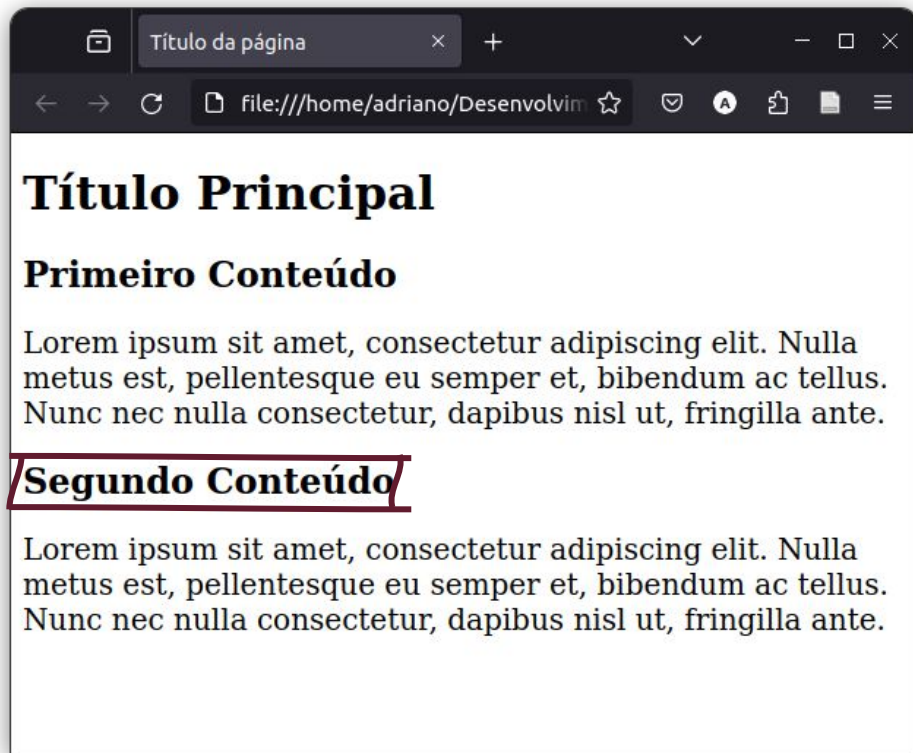 Título da página
file:///home/adriano/Desenvolvim
A
Título Principal
Primeiro Conteúdo
Lorem ipsum sit amet, consectetur adipiscing elit. Nulla
metus est, pellentesque eu semper et, bibendum ac tellus.
Nunc nec nulla consectetur, dapibus nisl ut, fringilla ante.
Segundo Conteúdo
Lorem ipsum sit amet, consectetur adipiscing elit. Nulla
metus est, pellentesque eu semper et, bibendum ac tellus.
Nunc nec nulla consectetur, dapibus nisl ut, fringilla ante.